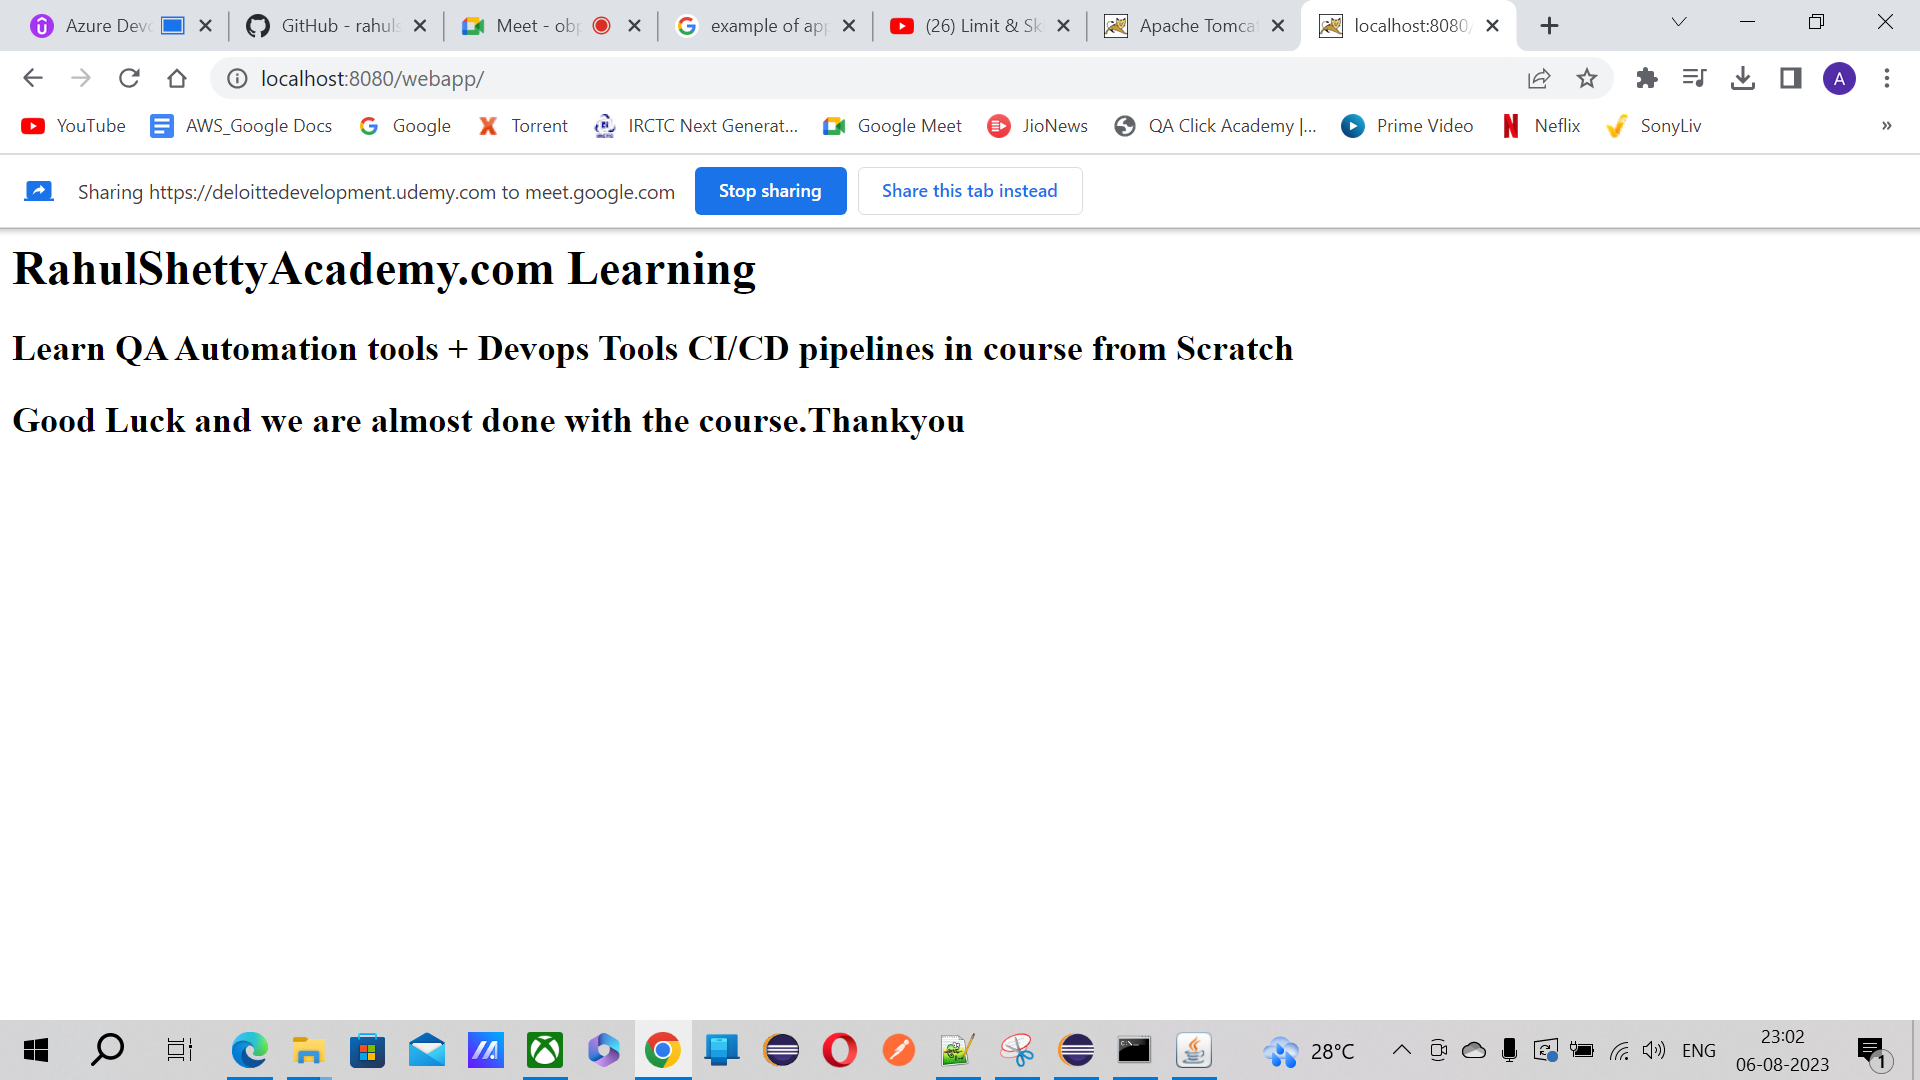 Azure Devo
GitHub - rahuls
Meet - obp
example of app
(26) Limit & Sk
Apache Tomcat
localhost:8080/
localhost:8080/webapp/
A
YouTube
AWS_Google Docs
Google
Torrent
IRCTC Next Generat...
Google Meet
JioNews
QA Click Academy |...
Prime Video
Neflix
SonyLiv
»
Sharing https://deloittedevelopment.udemy.com to meet.google.com
Stop sharing
Share this tab instead
RahulShettyAcademy.com Learning
Learn QA Automation tools + Devops Tools CI/CD pipelines in course from Scratch
Good Luck and we are almost done with the course.Thankyou
28°C
ENG
23:02
06-08-2023
1